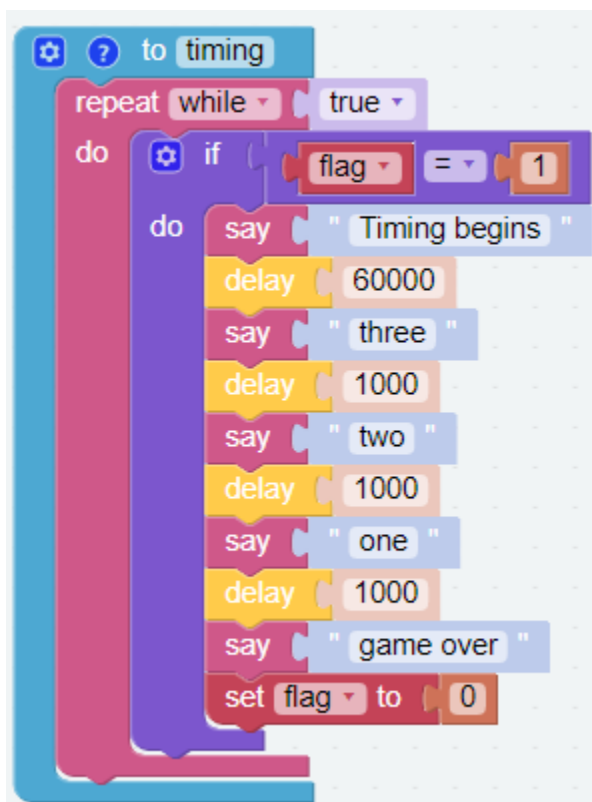 ? to timing
repeat while true
do if flag = 1
do say " Timing begins "
delay 60000
say " three "
delay 1000
say " two "
delay 1000
say " one "
delay 1000
say " game over "
set flag to 0